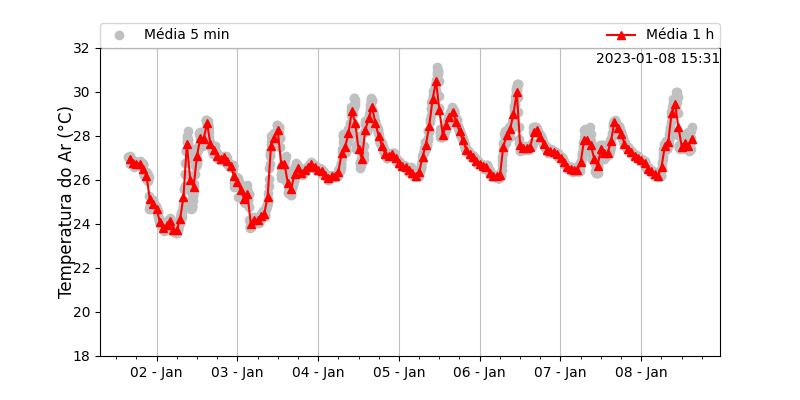 Média 5 min
Média 1 h
2023-01-08 15:31
Temperatura do Ar (°C)
32
30
28
26
24
22
20
18
02 - Jan
03 - Jan
04 - Jan
05 - Jan
06 - Jan
07 - Jan
08 - Jan